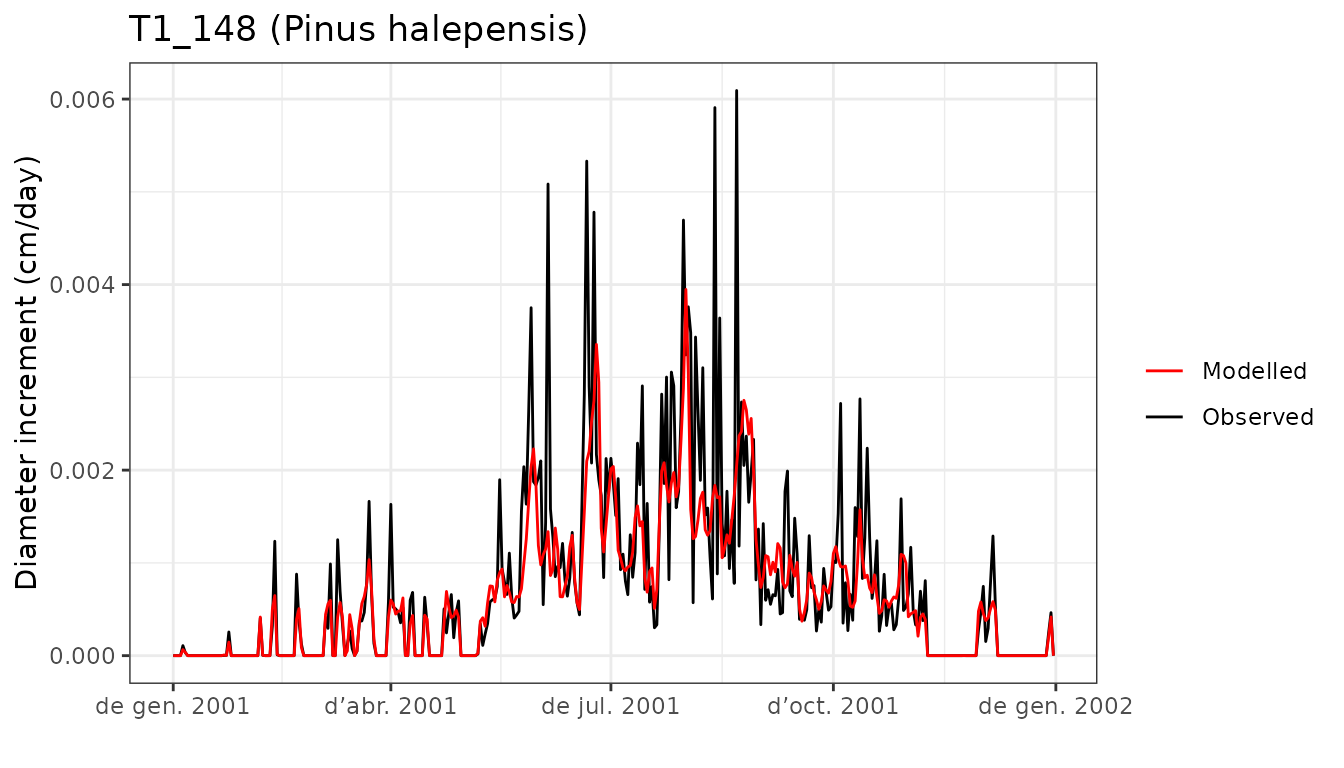 T1_148 (Pinus halepensis)
Diameter increment (cm/day)
0.006
0.004
0.002
0.000
de gen. 2001
d’abr. 2001
de jul. 2001
d’oct. 2001
de gen. 2002
Modelled
Observed